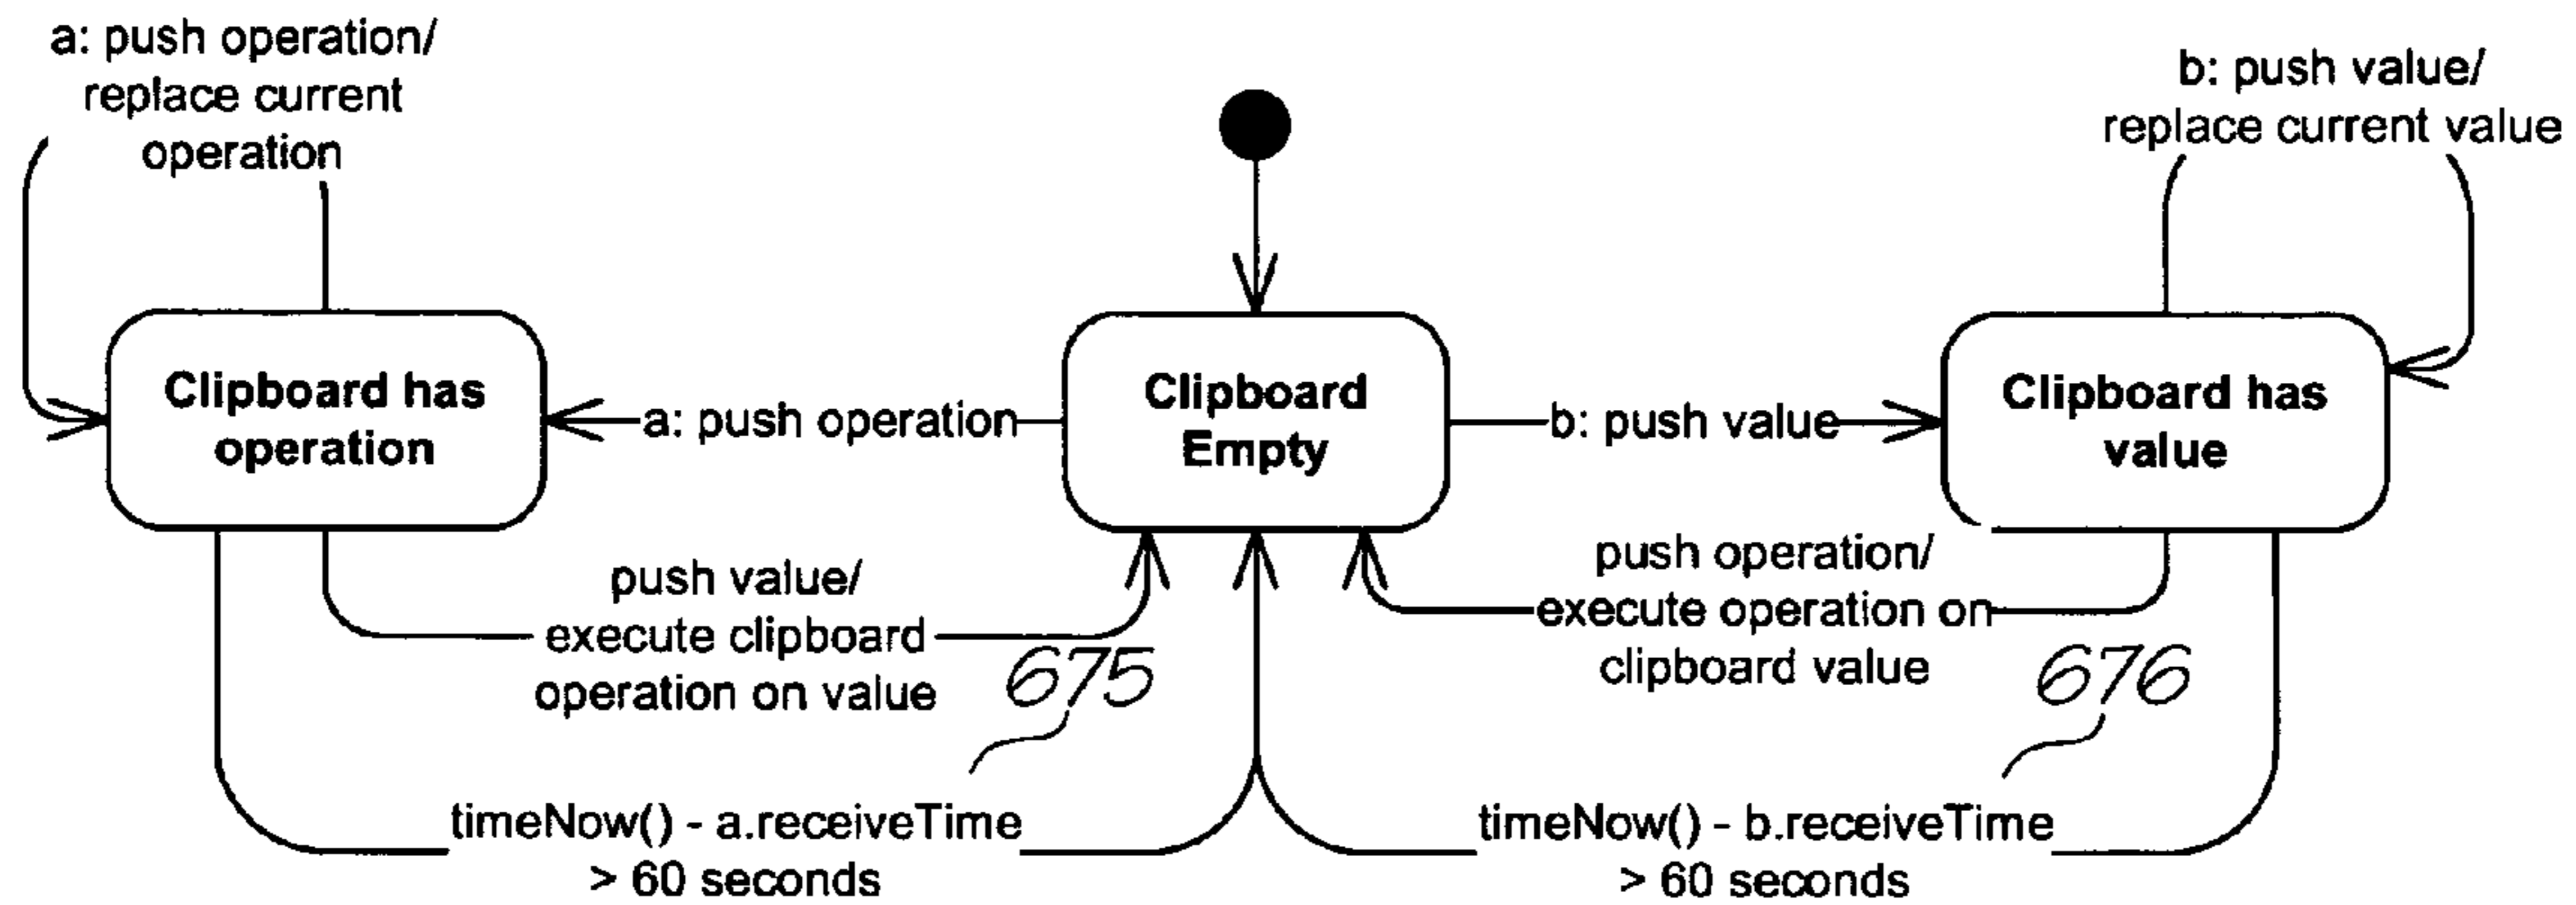 a: push operation/
replace current
operation
b: push value/
replace current value
Clipboard has
operation
a: push operation
Clipboard
Empty
b: push value
Clipboard has
value
push value/
execute clipboard
operation on value
675
push operation/
execute operation on
clipboard value
676
timeNow() - a.receiveTime
> 60 seconds
timeNow() - b.receiveTime
> 60 seconds